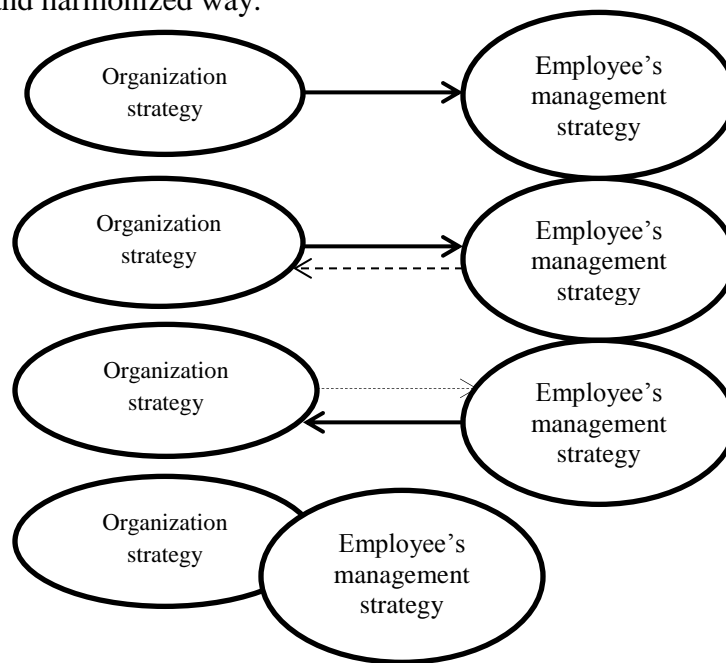 and harmonized way.
Organization
strategy
Employee’s
management
strategy
Organization
strategy
Employee’s
management
strategy
Organization
strategy
Employee’s
management
strategy
Organization
strategy
Employee’s
management
strategy